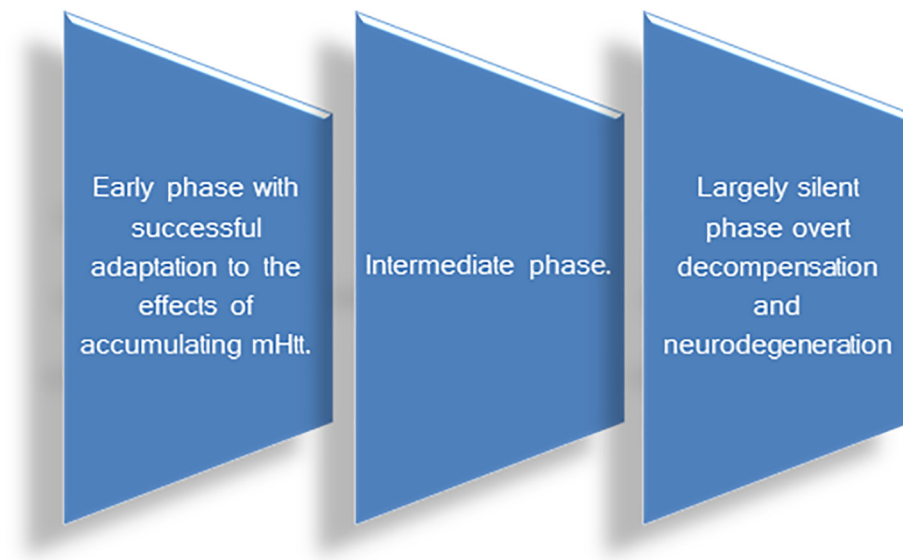 Early phase with
successful
adaptation to the
effects of
accumulating mHtt.
Intermediate phase.
Largely silent
phase overt
decompensation
and
neurodegeneration